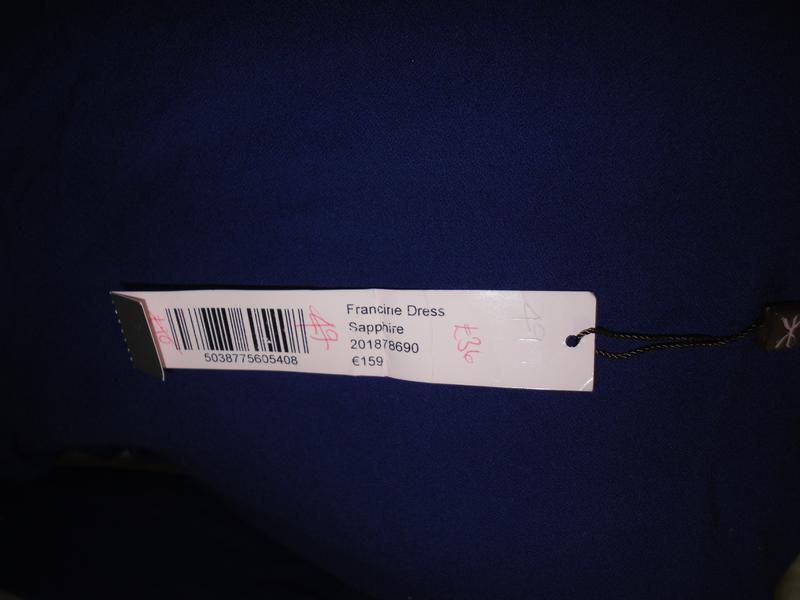 Francine Dress
Sapphire
201878690
€159
5038775605408
£36
49